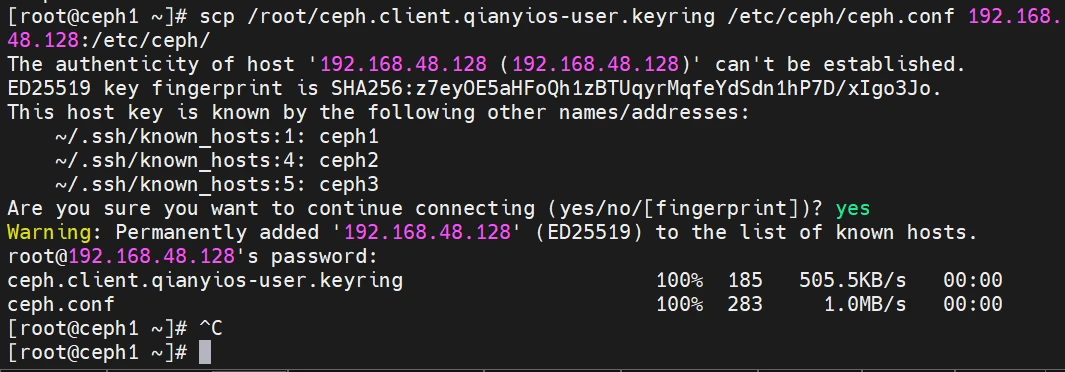 [root@ceph1 ~]# scp /root/ceph.client.qianyios-user.keyring /etc/ceph/ceph.conf 192.168.
48.128:/etc/ceph/
The authenticity of host '192.168.48.128 (192.168.48.128)' can't be established.
ED25519 key fingerprint is SHA256:z7eyOE5aHFoQh1zBTUqyrMqfeYdSdn1hP7D/xIgo3Jo.
This host key is known by the following other names/addresses:
    ~/.ssh/known_hosts:1: ceph1
    ~/.ssh/known_hosts:4: ceph2
    ~/.ssh/known_hosts:5: ceph3
Are you sure you want to continue connecting (yes/no/[fingerprint])? yes
Warning: Permanently added '192.168.48.128' (ED25519) to the list of known hosts.
root@192.168.48.128's password:
ceph.client.qianyios-user.keyring 100% 185 505.5KB/s 00:00
ceph.conf 100% 283 1.0MB/s 00:00
[root@ceph1 ~]# ^C
[root@ceph1 ~]#